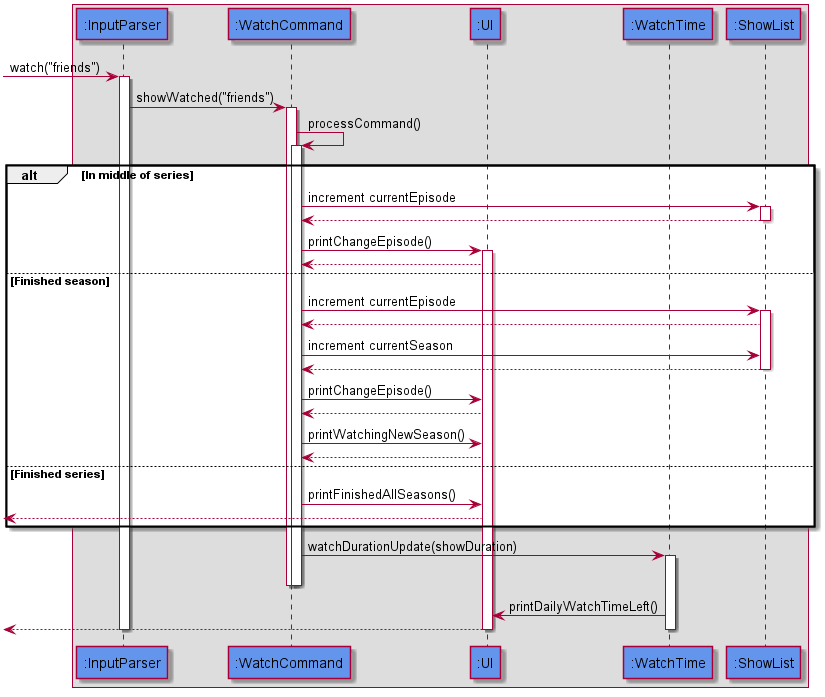 :InputParser :WatchCommand :UI :WatchTime :ShowList
watch("friends")
showWatched("friends")
processCommand()
alt [In middle of series]
increment currentEpisode
printChangeEpisode()
[Finished season]
increment currentEpisode
increment currentSeason
printChangeEpisode()
printWatchingNewSeason()
[Finished series]
printFinishedAllSeasons()
watchDurationUpdate(showDuration)
printDailyWatchTimeLeft()
:InputParser :WatchCommand :UI :WatchTime :ShowList